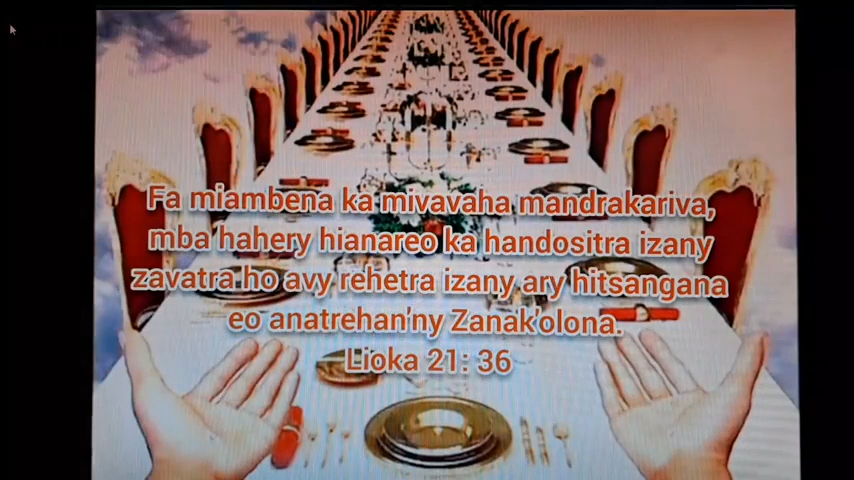 Fa miambena ka mivavaha mandrakariva,
mba hahery hianareo ka handositra izany
zavatra ho avy rehetra izany ary hitsangana
eo anatrehan'ny Zanak'olona.
Lioka 21: 36